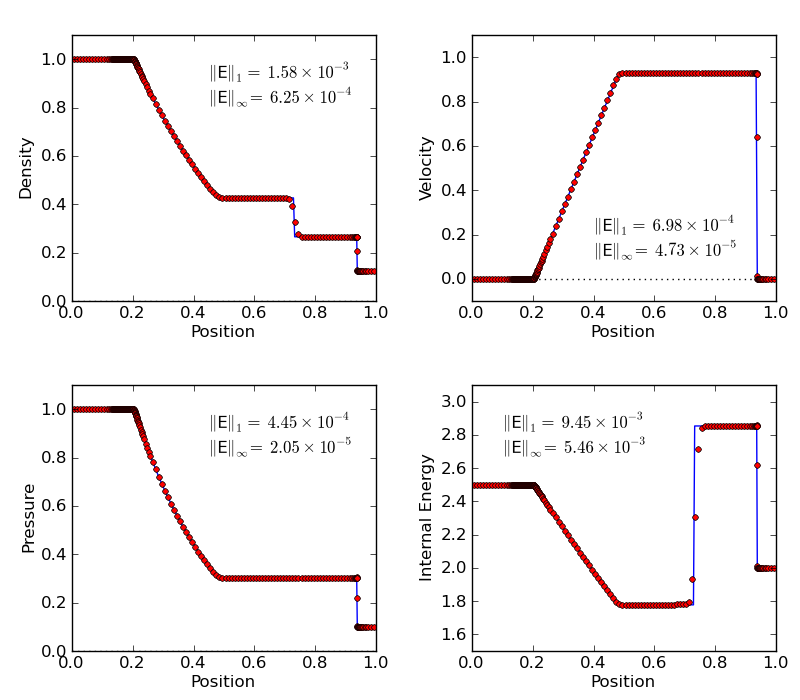 1.0
0.8
0.6
0.4
0.2
0.0
Density
‖E‖₁ = 1.58 × 10⁻³
‖E‖∞ = 6.25 × 10⁻⁴
0.0 0.2 0.4 0.6 0.8 1.0
Position
1.0
0.8
0.6
0.4
0.2
0.0
Velocity
‖E‖₁ = 6.98 × 10⁻⁴
‖E‖∞ = 4.73 × 10⁻⁵
0.0 0.2 0.4 0.6 0.8 1.0
Position
1.0
0.8
0.6
0.4
0.2
0.0
Pressure
‖E‖₁ = 4.45 × 10⁻⁴
‖E‖∞ = 2.05 × 10⁻⁵
0.0 0.2 0.4 0.6 0.8 1.0
Position
3.0
2.8
2.6
2.4
2.2
2.0
1.8
1.6
Internal Energy
‖E‖₁ = 9.45 × 10⁻³
‖E‖∞ = 5.46 × 10⁻³
0.0 0.2 0.4 0.6 0.8 1.0
Position